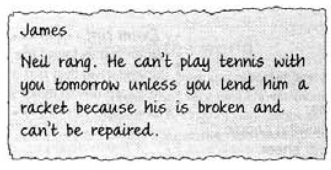 James
Neil rang. He can't play tennis with
you tomorrow unless you lend him a
racket because his is broken and
can't be repaired.